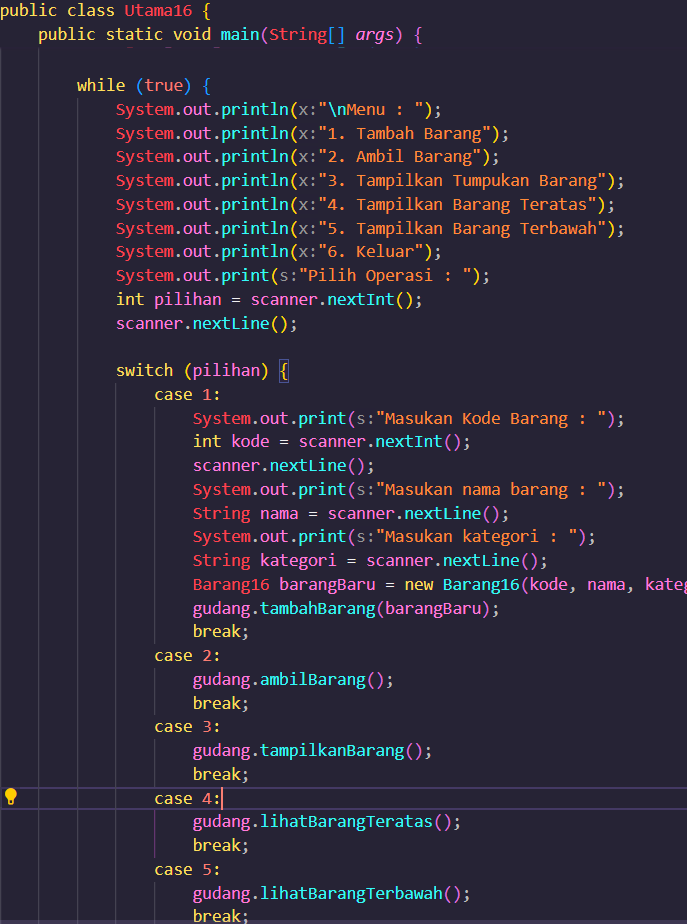 public class Utama16 {
public static void main(String[] args) {
while (true) {
System.out.println(x:"\nMenu : ");
System.out.println(x:"1. Tambah Barang");
System.out.println(x:"2. Ambil Barang");
System.out.println(x:"3. Tampilkan Tumpukan Barang");
System.out.println(x:"4. Tampilkan Barang Teratas");
System.out.println(x:"5. Tampilkan Barang Terbawah");
System.out.println(x:"6. Keluar");
System.out.print(s:"Pilih Operasi : ");
int pilihan = scanner.nextInt();
scanner.nextLine();
switch (pilihan) {
case 1:
System.out.print(s:"Masukan Kode Barang : ");
int kode = scanner.nextInt();
scanner.nextLine();
System.out.print(s:"Masukan nama barang : ");
String nama = scanner.nextLine();
System.out.print(s:"Masukan kategori : ");
String kategori = scanner.nextLine();
Barang16 barangBaru = new Barang16(kode, nama, kateg
gudang.tambahBarang(barangBaru);
break;
case 2:
gudang.ambilBarang();
break;
case 3:
gudang.tampilkanBarang();
break;
case 4:
gudang.lihatBarangTeratas();
break;
case 5:
gudang.lihatBarangTerbawah();
break;